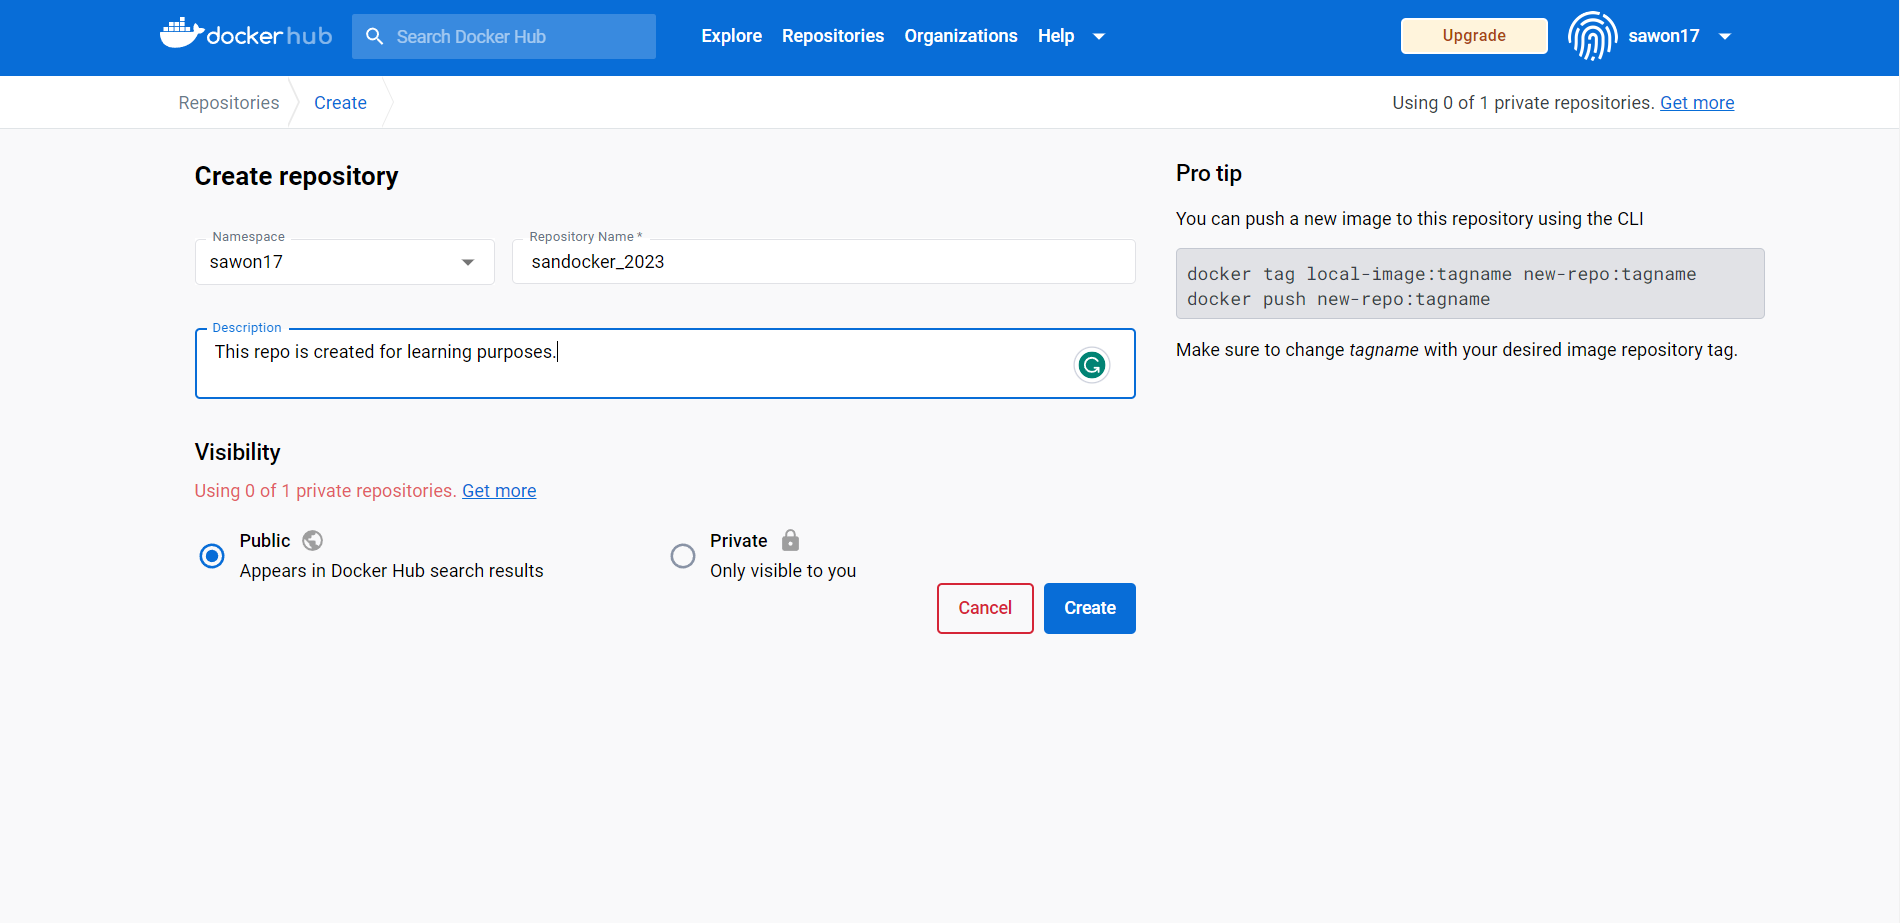 docker hub
Search Docker Hub
Explore
Repositories
Organizations
Help
Upgrade
sawon17
Repositories
Create
Using 0 of 1 private repositories. Get more
Create repository
Namespace
sawon17
Repository Name *
sandocker_2023
Description
This repo is created for learning purposes.
Visibility
Using 0 of 1 private repositories. Get more
Public
Appears in Docker Hub search results
Private
Only visible to you
Cancel
Create
Pro tip
You can push a new image to this repository using the CLI
docker tag local-image:tagname new-repo:tagname
docker push new-repo:tagname
Make sure to change tagname with your desired image repository tag.